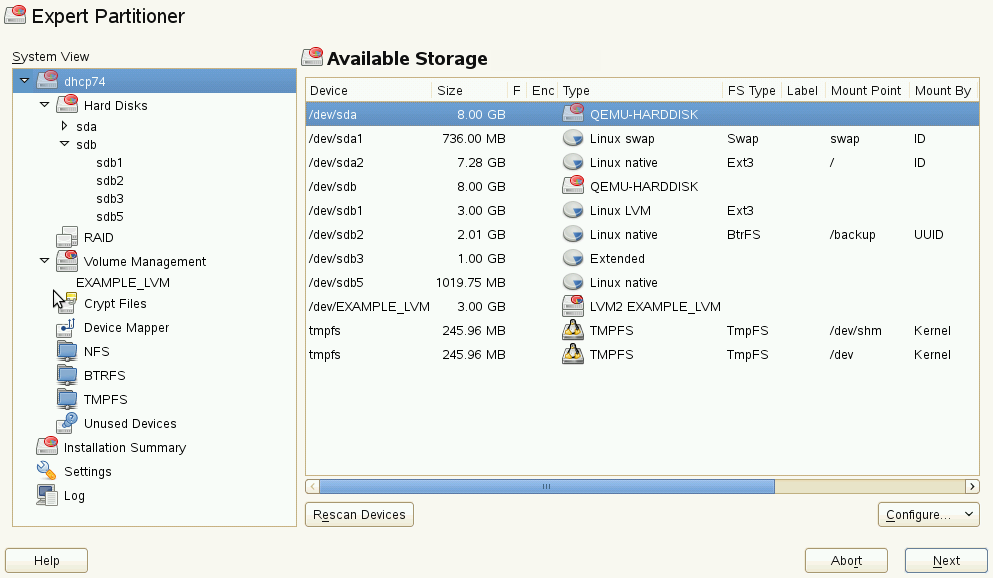 Expert Partitioner
System View
dhcp74
Hard Disks
sda
sdb
sdb1
sdb2
sdb3
sdb5
RAID
Volume Management
EXAMPLE_LVM
Crypt Files
Device Mapper
NFS
BTRFS
TMPFS
Unused Devices
Installation Summary
Settings
Log
Available Storage
Device Size F Enc Type FS Type Label Mount Point Mount By
/dev/sda 8.00 GB QEMU-HARDDISK
/dev/sda1 736.00 MB Linux swap Swap swap ID
/dev/sda2 7.28 GB Linux native Ext3 / ID
/dev/sdb 8.00 GB QEMU-HARDDISK
/dev/sdb1 3.00 GB Linux LVM Ext3
/dev/sdb2 2.01 GB Linux native BtrFS /backup UUID
/dev/sdb3 1.00 GB Extended
/dev/sdb5 1019.75 MB Linux native
/dev/EXAMPLE_LVM 3.00 GB LVM2 EXAMPLE_LVM
tmpfs 245.96 MB TMPFS TmpFS /dev/shm Kernel
tmpfs 245.96 MB TMPFS TmpFS /dev Kernel
Rescan Devices
Configure...
Help
Abort
Next